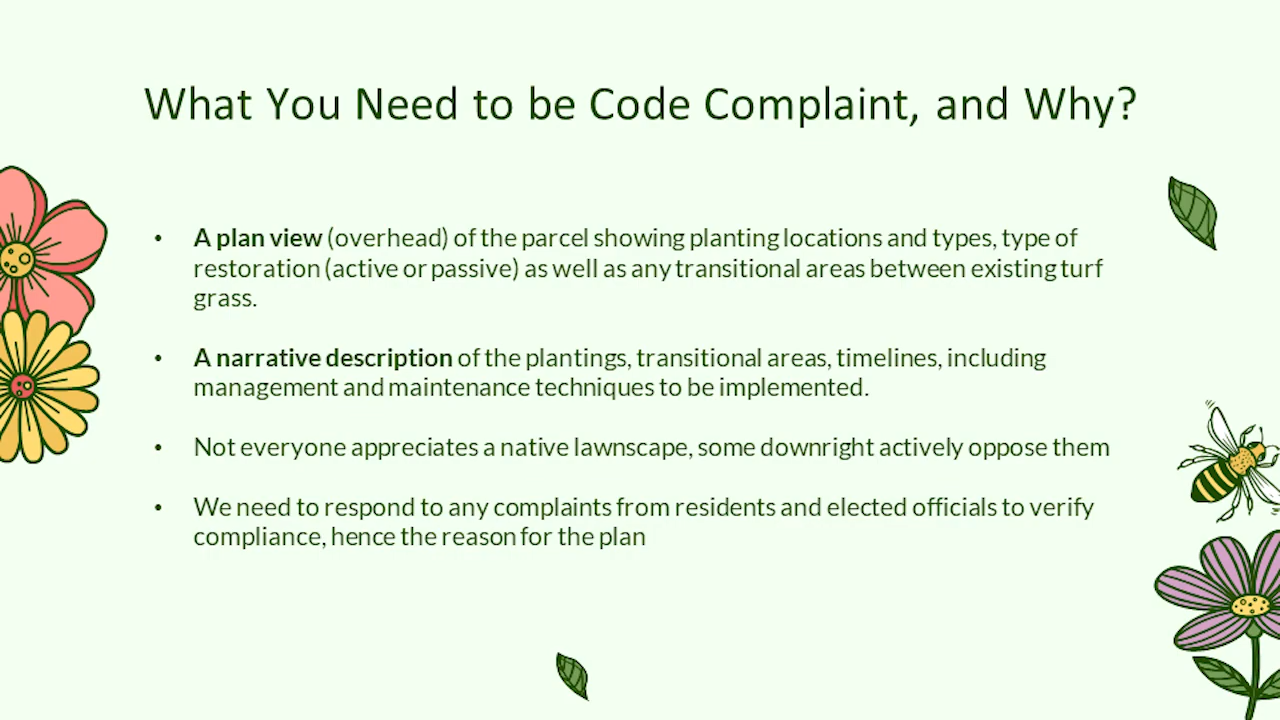 What You Need to be Code Complaint, and Why?
• A plan view (overhead) of the parcel showing planting locations and types, type of
restoration (active or passive) as well as any transitional areas between existing turf
grass.
• A narrative description of the plantings, transitional areas, timelines, including
management and maintenance techniques to be implemented.
• Not everyone appreciates a native lawnscape, some downright actively oppose them
• We need to respond to any complaints from residents and elected officials to verify
compliance, hence the reason for the plan